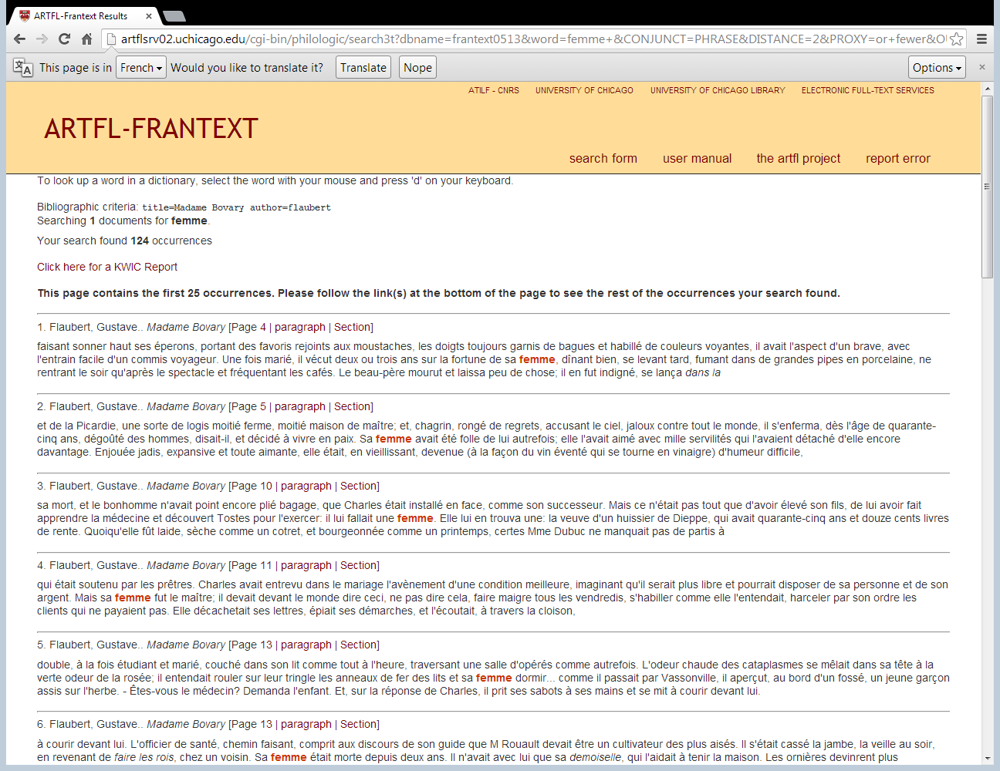 ARTFL-Frantext Results
artflsrv02.uchicago.edu/cgi-bin/philologic/search3t?dbname=frantext0513&word=femme+&CONJUNCT=PHRASE&DISTANCE=2&PROXY=or+fewer&OU
This page is in French Would you like to translate it? Translate Nope Options
ATILF - CNRS UNIVERSITY OF CHICAGO UNIVERSITY OF CHICAGO LIBRARY ELECTRONIC FULL-TEXT SERVICES
ARTFL-FRANTEXT
search form user manual the artfl project report error
To look up a word in a dictionary, select the word with your mouse and press 'd' on your keyboard.
Bibliographic criteria: title=Madame Bovary author=flaubert
Searching 1 documents for femme.
Your search found 124 occurrences
Click here for a KWIC Report
This page contains the first 25 occurrences. Please follow the link(s) at the bottom of the page to see the rest of the occurrences your search found.
1. Flaubert, Gustave.. Madame Bovary [Page 4 | paragraph | Section]
faisant sonner haut ses éperons, portant des favoris rejoints aux moustaches, les doigts toujours garnis de bagues et habillé de couleurs voyantes, il avait l'aspect d'un brave, avec
l'entrain facile d'un commis voyageur. Une fois marié, il vécut deux ou trois ans sur la fortune de sa femme, dînant bien, se levant tard, fumant dans de grandes pipes en porcelaine, ne
rentrant le soir qu'après le spectacle et fréquentant les cafés. Le beau-père mourut et laissa peu de chose; il en fut indigné, se lança dans la
2. Flaubert, Gustave.. Madame Bovary [Page 5 | paragraph | Section]
et de la Picardie, une sorte de logis moitié ferme, moitié maison de maître; et, chagrin, rongé de regrets, accusant le ciel, jaloux contre tout le monde, il s'enferma, dès l'âge de quarante-
cinq ans, dégoûté des hommes, disait-il, et décidé à vivre en paix. Sa femme avait été folle de lui autrefois; elle l'avait aimé avec mille servilités qui l'avaient détaché d'elle encore
davantage. Enjouée jadis, expansive et toute aimante, elle était, en vieillissant, devenue (à la façon du vin éventé qui se tourne en vinaigre) d'humeur difficile,
3. Flaubert, Gustave.. Madame Bovary [Page 10 | paragraph | Section]
sa mort, et le bonhomme n'avait point encore plié bagage, que Charles était installé en face, comme son successeur. Mais ce n'était pas tout que d'avoir élevé son fils, de lui avoir fait
apprendre la médecine et découvert Tostes pour l'exercer: il lui fallait une femme. Elle lui en trouva une: la veuve d'un huissier de Dieppe, qui avait quarante-cinq ans et douze cents livres
de rente. Quoiqu'elle fût laide, sèche comme un cotret, et bourgeonnée comme un printemps, certes Mme Dubuc ne manquait pas de partis à
4. Flaubert, Gustave.. Madame Bovary [Page 11 | paragraph | Section]
qui était soutenu par les prêtres. Charles avait entrevu dans le mariage l'avènement d'une condition meilleure, imaginant qu'il serait plus libre et pourrait disposer de sa personne et de son
argent. Mais sa femme fut le maître; il devait devant le monde dire ceci, ne pas dire cela, faire maigre tous les vendredis, s'habiller comme elle l'entendait, harceler par son ordre les
clients qui ne payaient pas. Elle décachetait ses lettres, épiait ses démarches, et l'écoutait, à travers la cloison,
5. Flaubert, Gustave.. Madame Bovary [Page 13 | paragraph | Section]
double, à la fois étudiant et marié, couché dans son lit comme tout à l'heure, traversant une salle d'opérés comme autrefois. L'odeur chaude des cataplasmes se mêlait dans sa tête à la
verte odeur de la rosée; il entendait rouler sur leur tringle les anneaux de fer des lits et sa femme dormir... comme il passait par Vassonville, il aperçut, au bord d'un fossé, un jeune garçon
assis sur l'herbe. - Êtes-vous le médecin? Demanda l'enfant. Et, sur la réponse de Charles, il prit ses sabots à ses mains et se mit à courir devant lui.
6. Flaubert, Gustave.. Madame Bovary [Page 13 | paragraph | Section]
à courir devant lui. L'officier de santé, chemin faisant, comprit aux discours de son guide que M Rouault devait être un cultivateur des plus aisés. Il s'était cassé la jambe, la veille au soir,
en revenant de faire les rois, chez un voisin. Sa femme était morte depuis deux ans. Il n'avait avec lui que sa demoiselle, qui l'aidait à tenir la maison. Les ornières devinrent plus